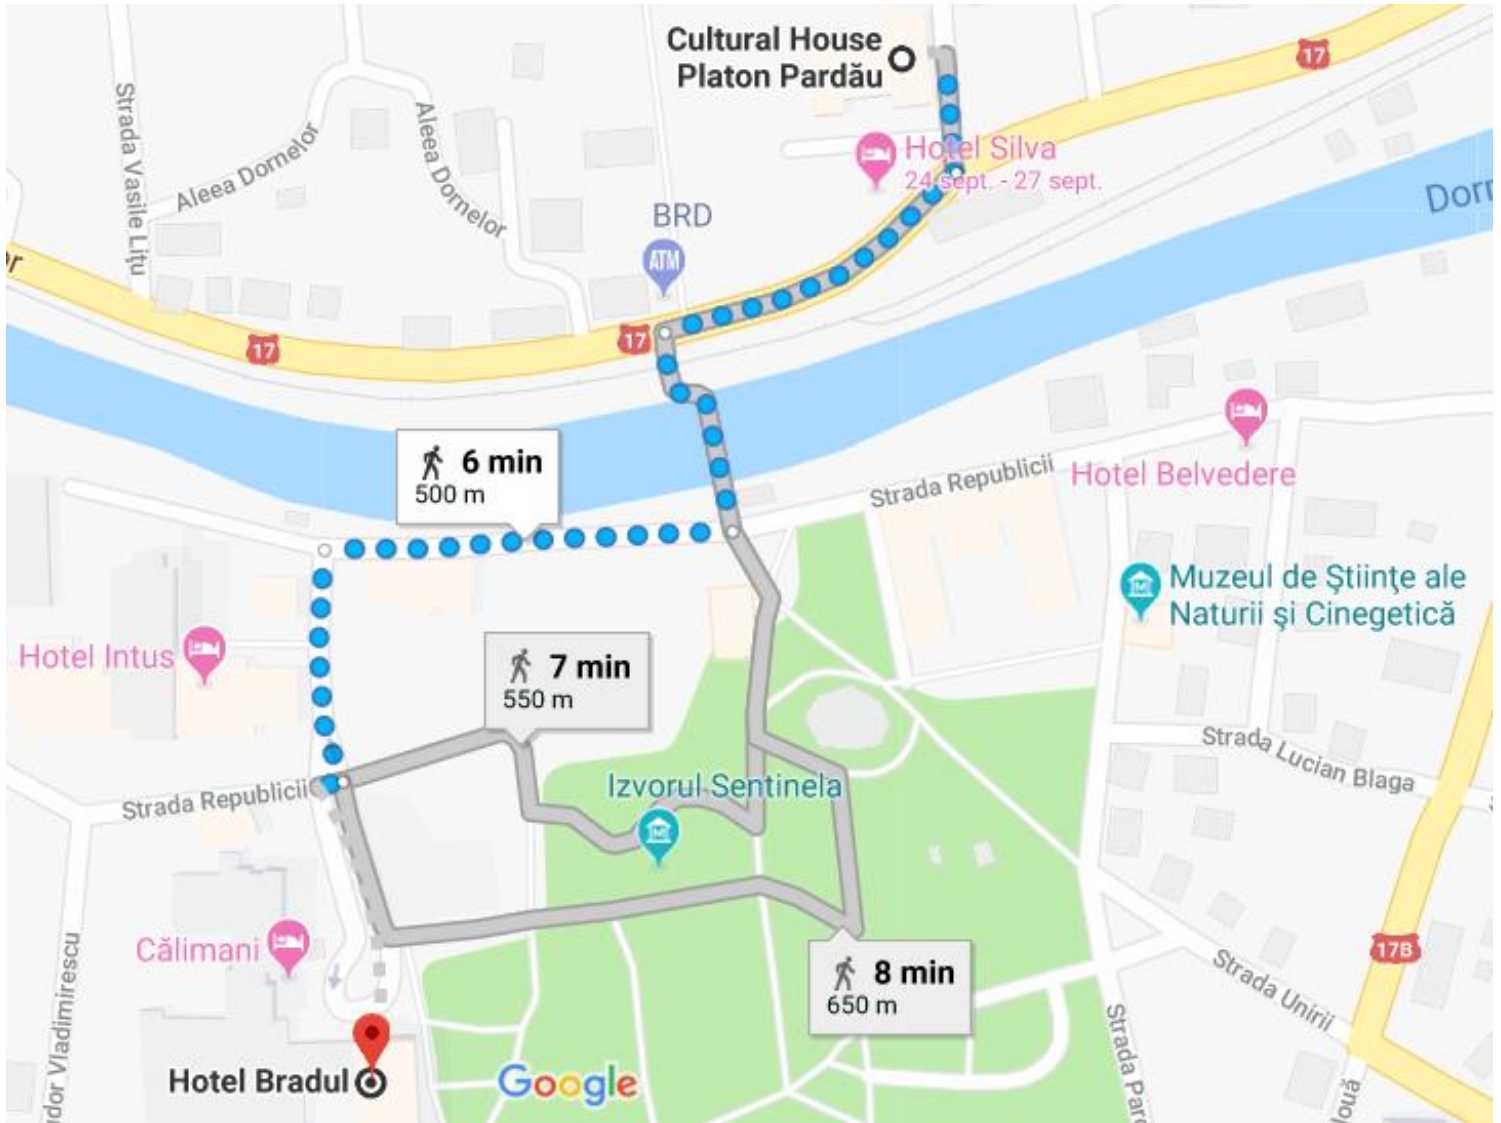 Cultural House
Platon Pardău
17
Strada Vasile Lițu
Aleea Dornelor
Aleea Dornelor
Hotel Silva
24 sept. - 27 sept.
BRD
ATM
17
17
6 min
500 m
Strada Republicii
Hotel Belvedere
Muzeul de Științe ale
Naturii și Cinegetică
Hotel Intus
7 min
550 m
Strada Lucian Blaga
Izvorul Sentinela
Strada Republicii
Călimani
8 min
650 m
17B
Strada Unirii
Strada Parc
dor Vladimirescu
Hotel Bradul
Google